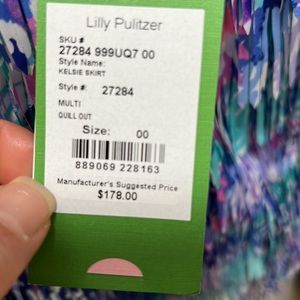 Lilly Pulitzer
SKU #
27284 999UQ7 00
Style Name:
KELSIE SKIRT
Style #: 27284
MULTI
QUILL OUT
Size: 00
889069 228163
Manufacturer's Suggested Price
$178.00